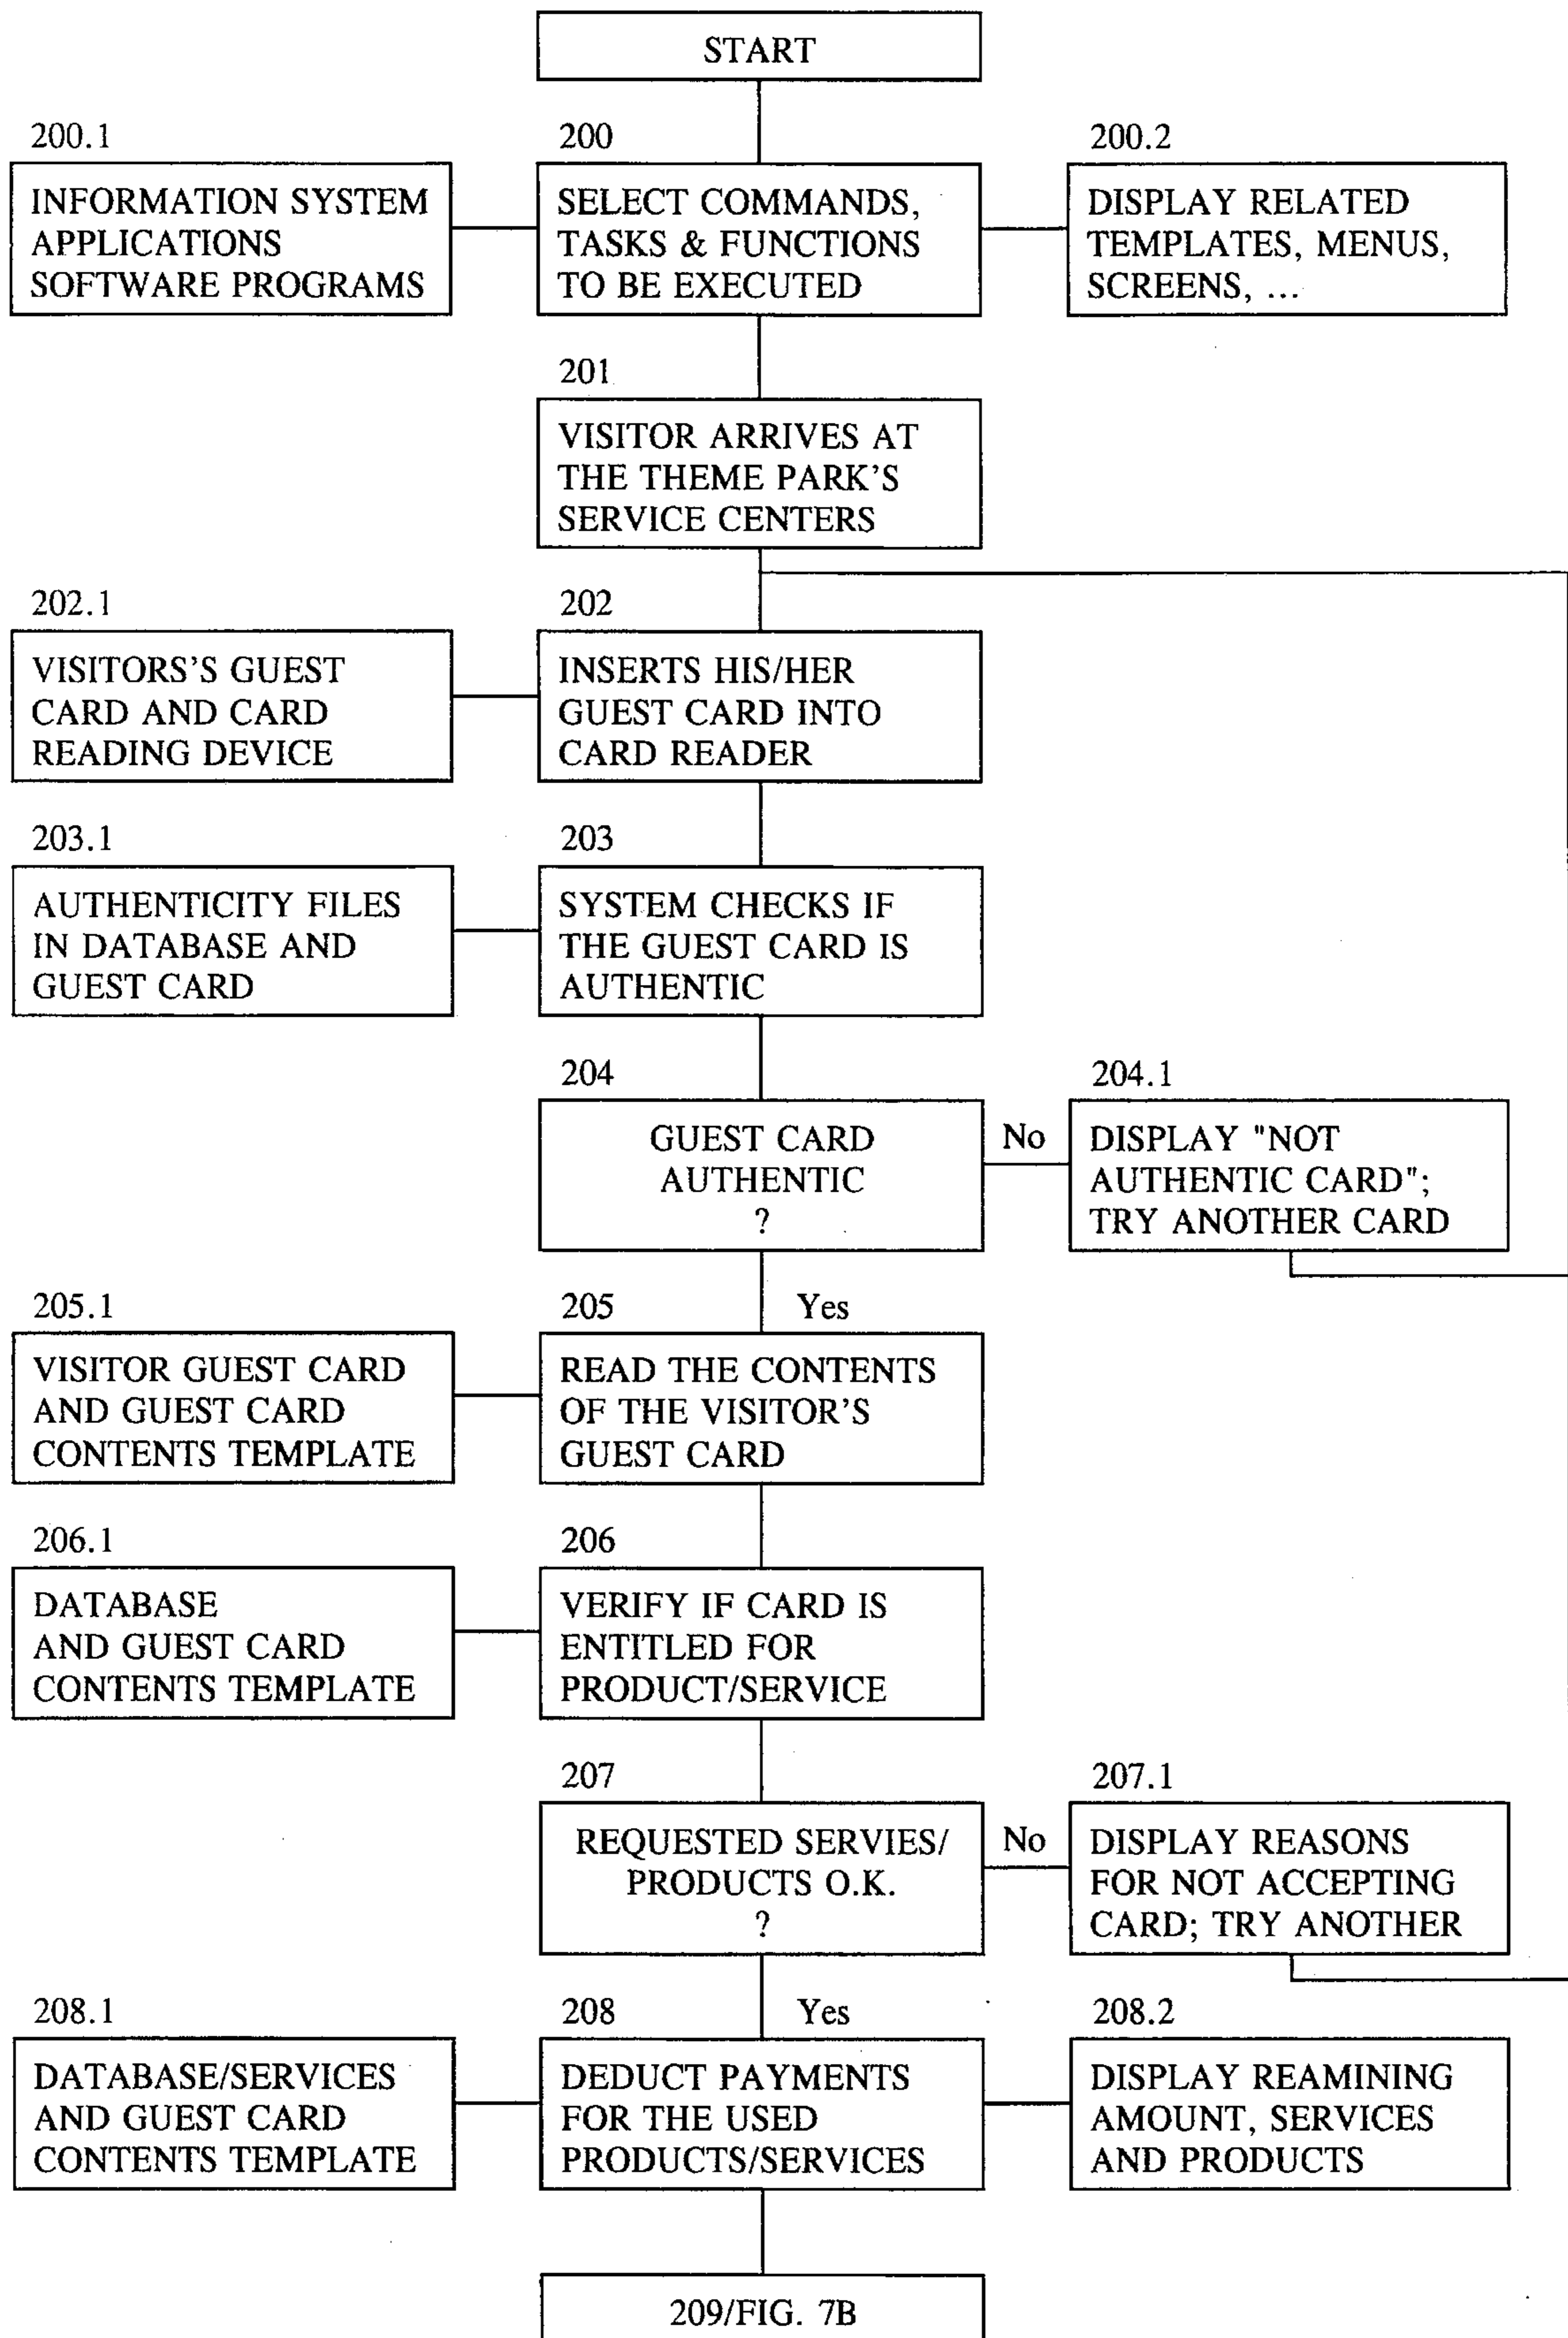 START
200.1
200
200.2
INFORMATION SYSTEM
APPLICATIONS
SOFTWARE PROGRAMS
SELECT COMMANDS,
TASKS & FUNCTIONS
TO BE EXECUTED
DISPLAY RELATED
TEMPLATES, MENUS,
SCREENS, ...
201
VISITOR ARRIVES AT
THE THEME PARK'S
SERVICE CENTERS
202.1
202
VISITORS'S GUEST
CARD AND CARD
READING DEVICE
INSERTS HIS/HER
GUEST CARD INTO
CARD READER
203.1
203
AUTHENTICITY FILES
IN DATABASE AND
GUEST CARD
SYSTEM CHECKS IF
THE GUEST CARD IS
AUTHENTIC
204
204.1
GUEST CARD
AUTHENTIC
?
No
DISPLAY "NOT
AUTHENTIC CARD";
TRY ANOTHER CARD
205.1
205
Yes
VISITOR GUEST CARD
AND GUEST CARD
CONTENTS TEMPLATE
READ THE CONTENTS
OF THE VISITOR'S
GUEST CARD
206.1
206
DATABASE
AND GUEST CARD
CONTENTS TEMPLATE
VERIFY IF CARD IS
ENTITLED FOR
PRODUCT/SERVICE
207
207.1
REQUESTED SERVIES/
PRODUCTS O.K.
?
No
DISPLAY REASONS
FOR NOT ACCEPTING
CARD; TRY ANOTHER
208.1
208
Yes
208.2
DATABASE/SERVICES
AND GUEST CARD
CONTENTS TEMPLATE
DEDUCT PAYMENTS
FOR THE USED
PRODUCTS/SERVICES
DISPLAY REAMINING
AMOUNT, SERVICES
AND PRODUCTS
209/FIG. 7B